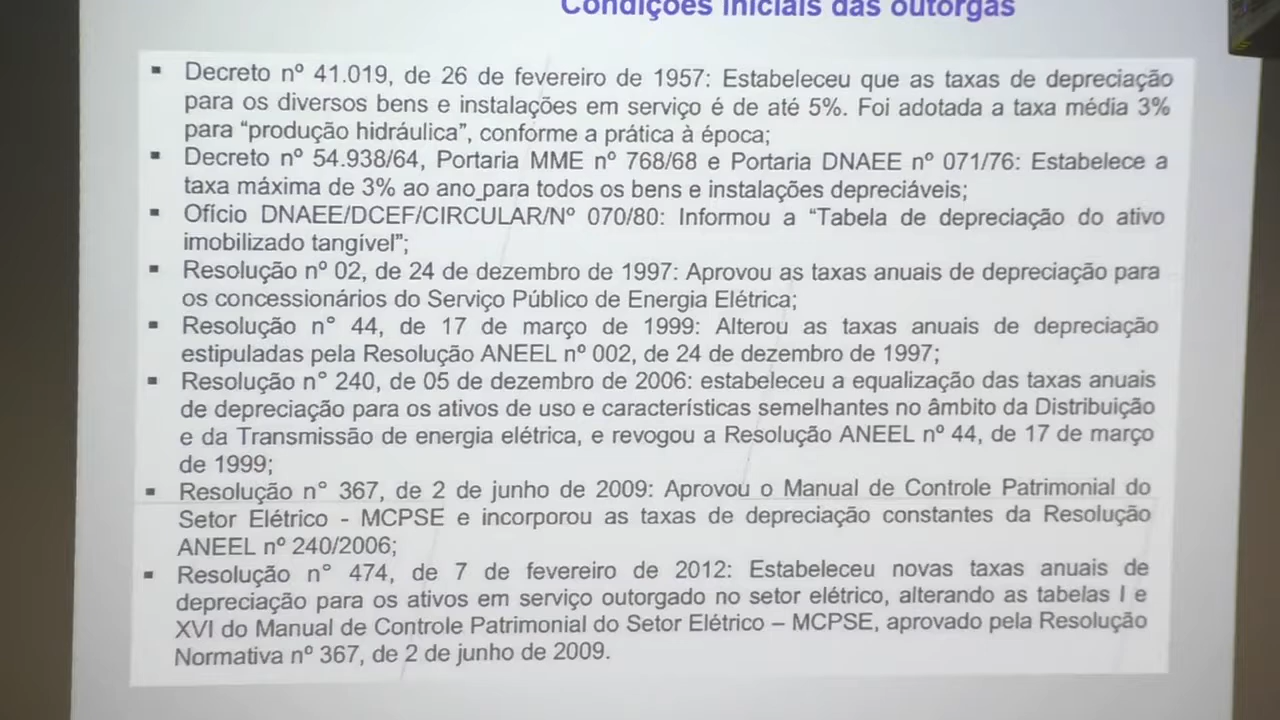 Condições iniciais das outorgas
▪ Decreto nº 41.019, de 26 de fevereiro de 1957: Estabeleceu que as taxas de depreciação
para os diversos bens e instalações em serviço é de até 5%. Foi adotada a taxa média 3%
para “produção hidráulica”, conforme a prática à época;
▪ Decreto nº 54.938/64, Portaria MME nº 768/68 e Portaria DNAEE nº 071/76: Estabelece a
taxa máxima de 3% ao ano para todos os bens e instalações depreciáveis;
▪ Ofício DNAEE/DCEF/CIRCULAR/Nº 070/80: Informou a “Tabela de depreciação do ativo
imobilizado tangível”;
▪ Resolução nº 02, de 24 de dezembro de 1997: Aprovou as taxas anuais de depreciação para
os concessionários do Serviço Público de Energia Elétrica;
▪ Resolução n° 44, de 17 de março de 1999: Alterou as taxas anuais de depreciação
estipuladas pela Resolução ANEEL nº 002, de 24 de dezembro de 1997;
▪ Resolução n° 240, de 05 de dezembro de 2006: estabeleceu a equalização das taxas anuais
de depreciação para os ativos de uso e características semelhantes no âmbito da Distribuição
e da Transmissão de energia elétrica, e revogou a Resolução ANEEL nº 44, de 17 de março
de 1999;
▪ Resolução n° 367, de 2 de junho de 2009: Aprovou o Manual de Controle Patrimonial do
Setor Elétrico - MCPSE e incorporou as taxas de depreciação constantes da Resolução
ANEEL nº 240/2006;
▪ Resolução n° 474, de 7 de fevereiro de 2012: Estabeleceu novas taxas anuais de
depreciação para os ativos em serviço outorgado no setor elétrico, alterando as tabelas I e
XVI do Manual de Controle Patrimonial do Setor Elétrico – MCPSE, aprovado pela Resolução
Normativa nº 367, de 2 de junho de 2009.